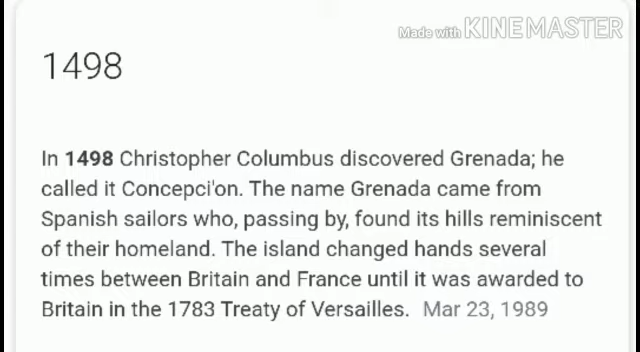 Made with KINEMASTER
1498
In 1498 Christopher Columbus discovered Grenada; he
called it Concepci'on. The name Grenada came from
Spanish sailors who, passing by, found its hills reminiscent
of their homeland. The island changed hands several
times between Britain and France until it was awarded to
Britain in the 1783 Treaty of Versailles. Mar 23, 1989